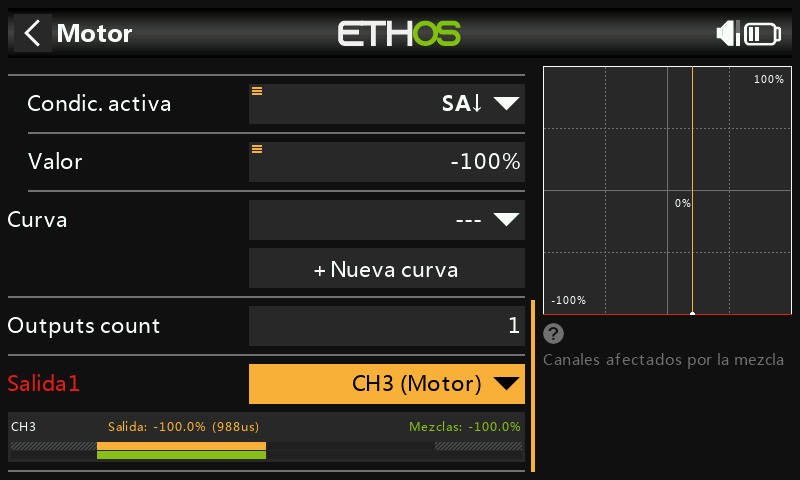 Motor
ETHOS
Condic. activa SA↓
Valor -100%
Curva ---
+ Nueva curva
Outputs count 1
Salida1 CH3 (Motor)
CH3 Salida: -100.0% (988us) Mezclas: -100.0%
100%
0%
-100%
?
Canales afectados por la mezcla